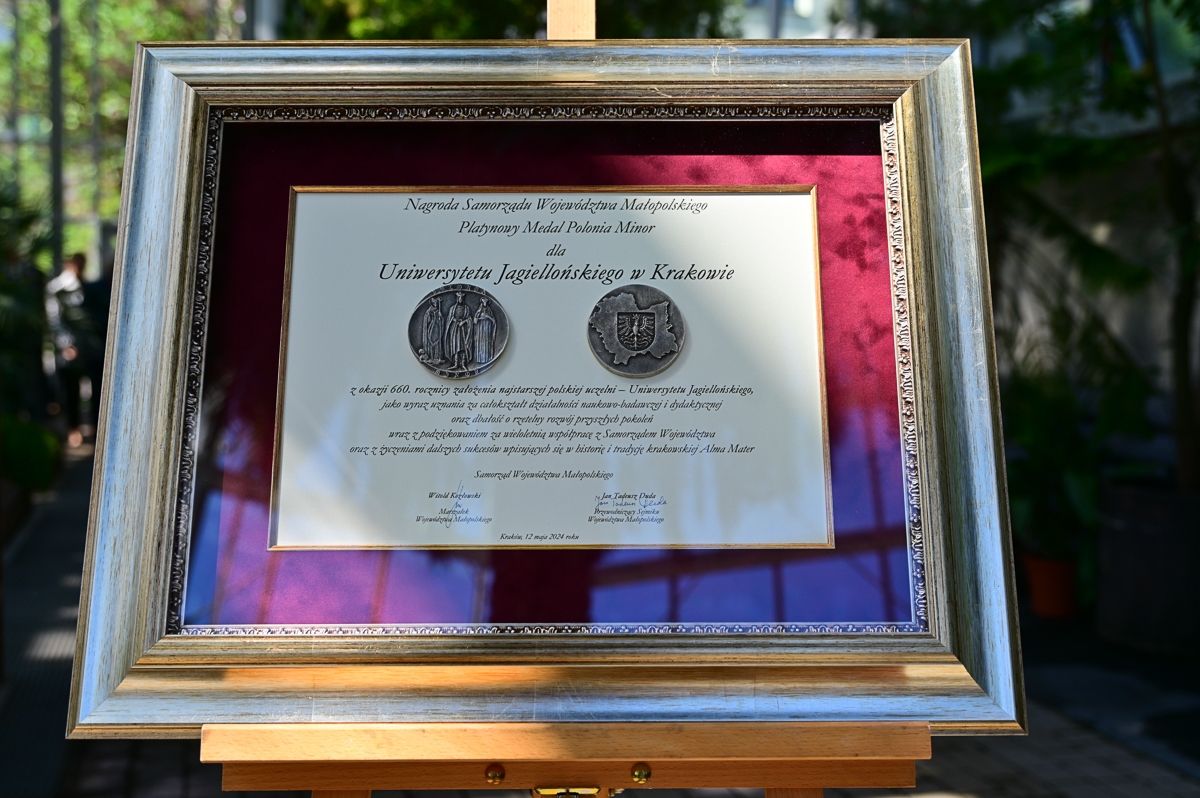 Nagroda Samorządu Województwa Małopolskiego
Platynowy Medal Polonia Minor
dla
Uniwersytetu Jagiellońskiego w Krakowie
z okazji 660. rocznicy założenia najstarszej polskiej uczelni – Uniwersytetu Jagiellońskiego,
jako wyraz uznania za całokształt działalności naukowo-badawczej i dydaktycznej
oraz dbałość o rzetelny rozwój przyszłych pokoleń
wraz z podziękowaniem za wieloletnią współpracę z Samorządem Województwa
oraz z życzeniami dalszych sukcesów wpisujących się w historię i tradycję krakowskiej Alma Mater
Samorząd Województwa Małopolskiego
Witold Kozłowski
Marszałek
Województwa Małopolskiego
Jan Tadeusz Duda
Jan Tadeusz Duda
Przewodniczący Sejmiku
Województwa Małopolskiego
Kraków, 12 maja 2024 roku